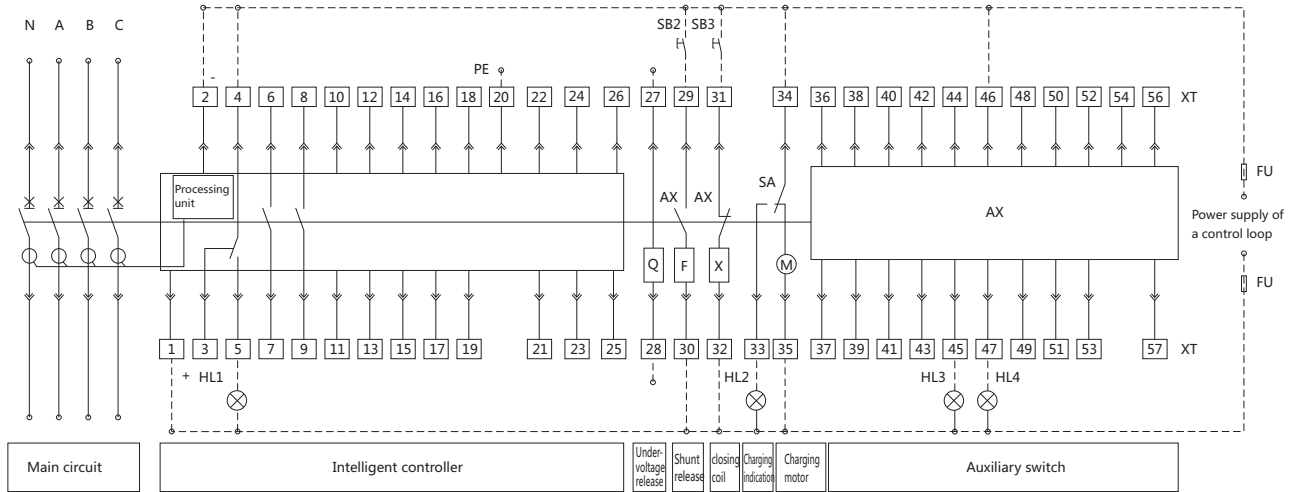 SB2 SB3
N A B C
PE
-
2 4 6 8 10 12 14 16 18 20 22 24 26 27 29 31 34 36 38 40 42 44 46 48 50 52 54 56 XT
FU
Processing
unit
AX AX SA
AX
Power supply of
a control loop
Q F X M
FU
1 3 5 7 9 11 13 15 17 19 21 23 25 28 30 32 33 35 37 39 41 43 45 47 49 51 53 57 XT
+ HL1 HL2 HL3 HL4
Main circuit
Intelligent controller
Under-
voltage
release
Shunt
release
closing
coil
Charging
indication
Charging
motor
Auxiliary switch